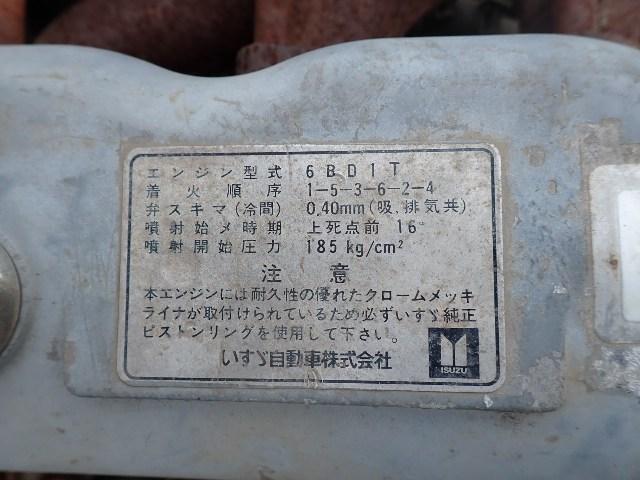 エンジン型式 6BD1T
着火順序 1-5-3-6-2-4
弁スキマ(冷間) 0.40mm(吸,排気共)
噴射始メ時期 上死点前 16°
噴射開始圧力 185 kg/cm²
注意
本エンジンには耐久性の優れたクロームメッキ
ライナが取付けられているため必ずいすゞ純正
ピストンリングを使用して下さい。
いすゞ自動車株式会社
ISUZU